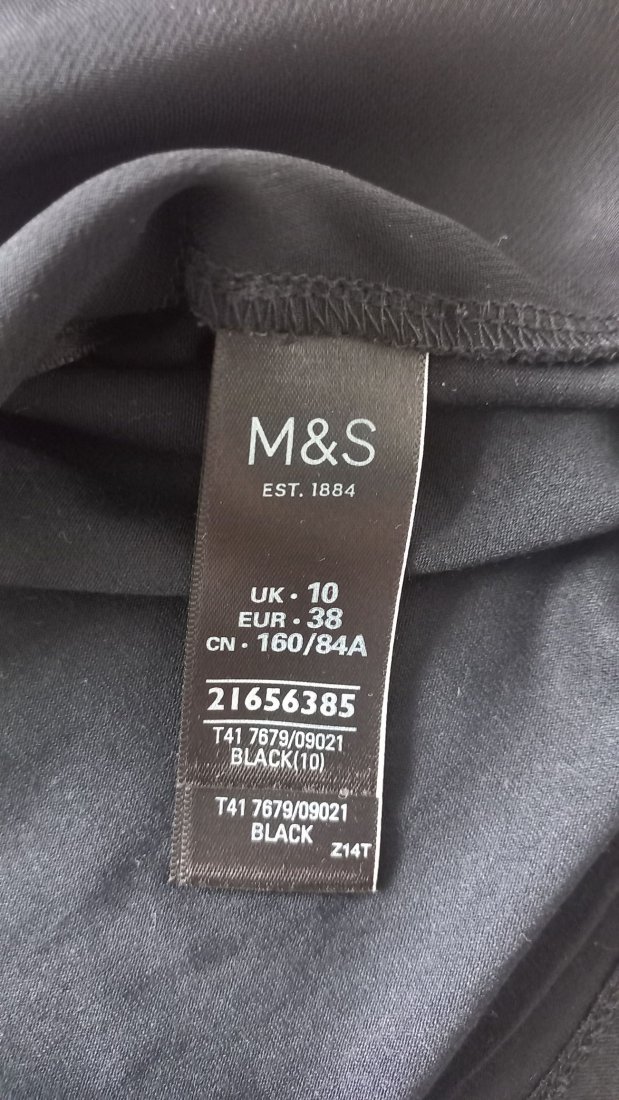 M&S
EST. 1884
UK • 10
EUR • 38
CN • 160/84A
21656385
T41 7679/09021
BLACK(10)
T41 7679/09021
BLACK
Z14T